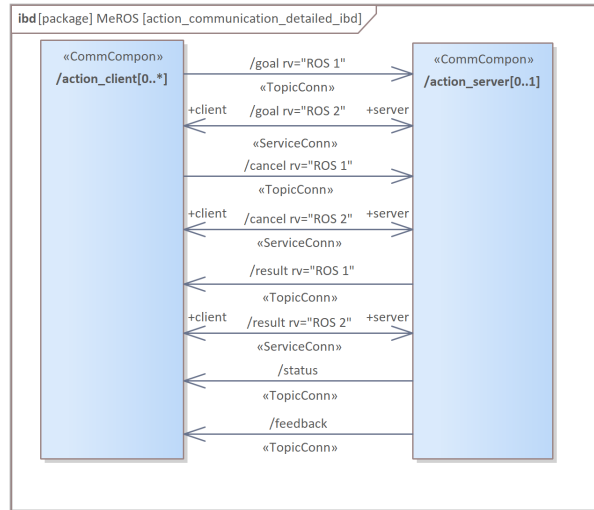 ibd [package] MeROS [action_communication_detailed_ibd]
«CommCompon»
/action_client[0..*]
«CommCompon»
/action_server[0..1]
/goal rv="ROS 1"
«TopicConn»
+client /goal rv="ROS 2" +server
«ServiceConn»
/cancel rv="ROS 1"
«TopicConn»
+client /cancel rv="ROS 2" +server
«ServiceConn»
/result rv="ROS 1"
«TopicConn»
+client /result rv="ROS 2" +server
«ServiceConn»
/status
«TopicConn»
/feedback
«TopicConn»